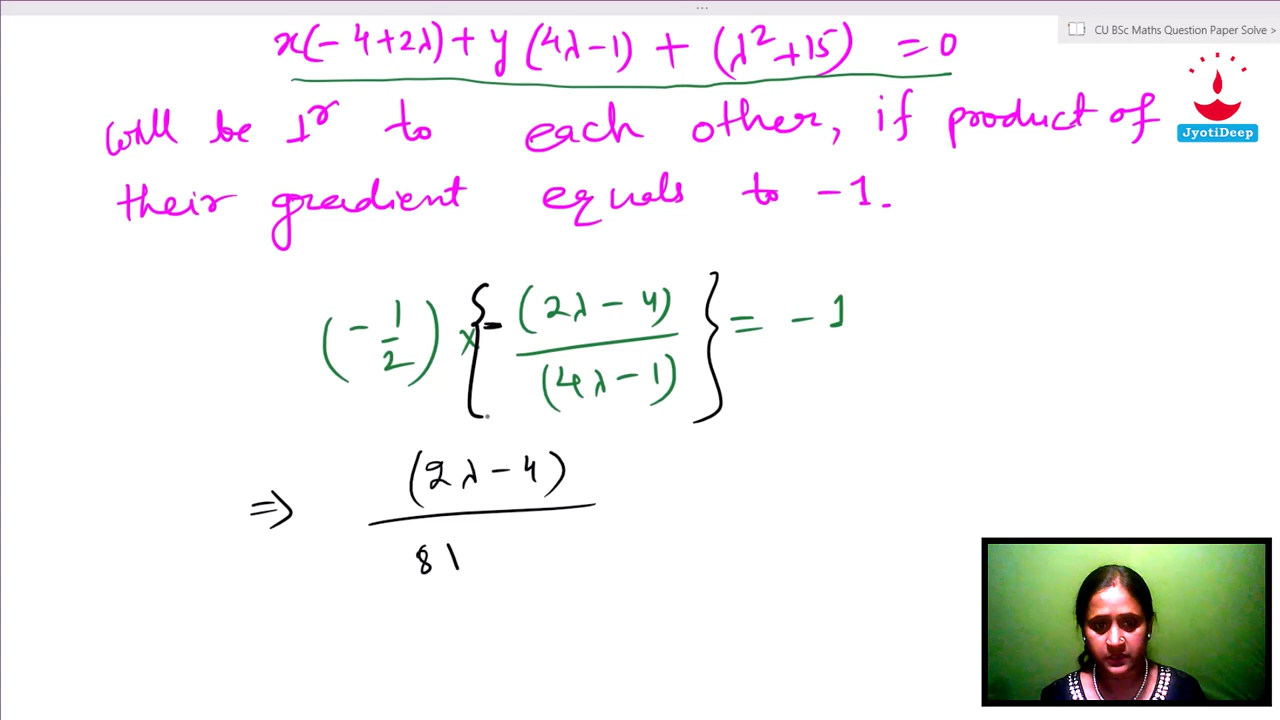 x(-4+2λ)+y(4λ-1)+(λ²+15) =0
CU BSc Maths Question Paper Solve >
JyotiDeep
will be ⊥r to each other, if product of
their gradient equals to -1.
(-1/2) x {-(2λ-4)/(4λ-1)} = -1
⇒ (2λ-4)
8\